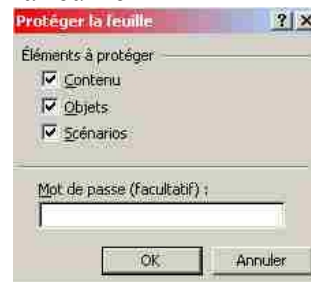 Protéger la feuille
Éléments à protéger
Contenu
Objets
Scénarios
Mot de passe (facultatif) :
OK
Annuler